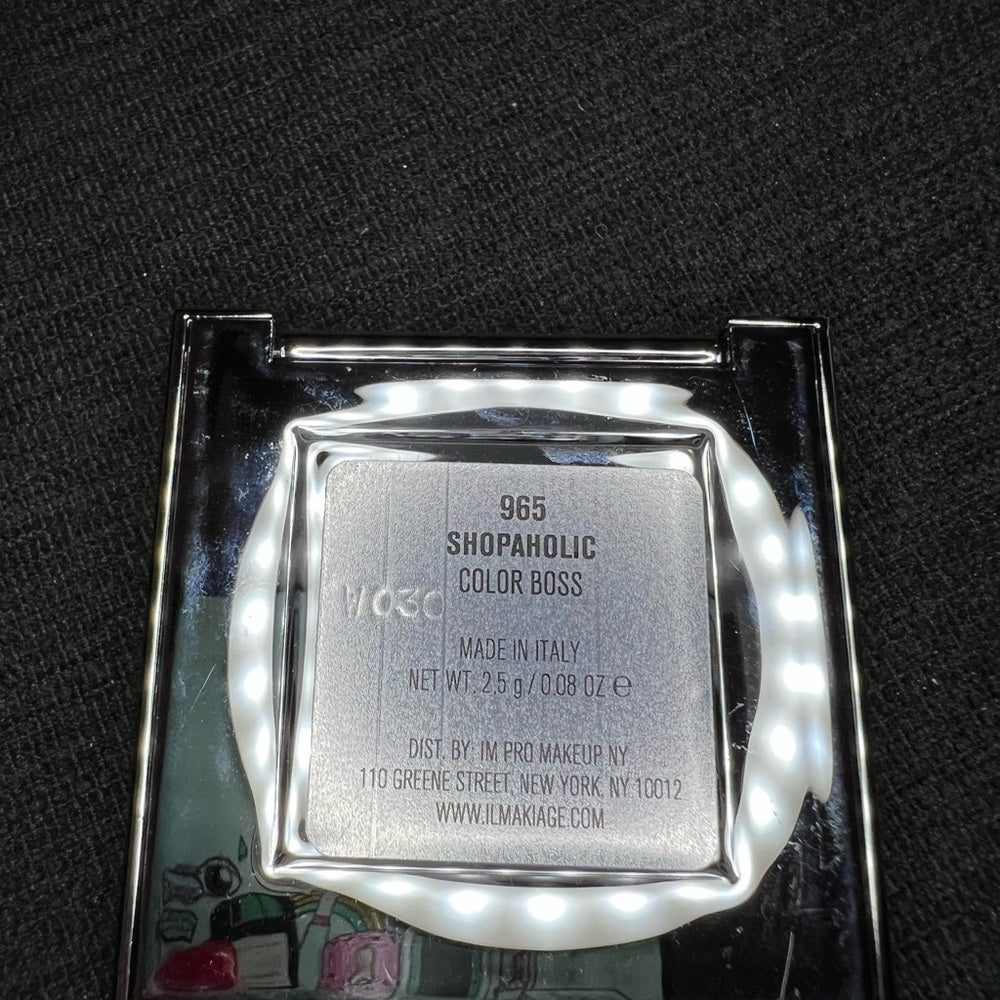 965
SHOPAHOLIC
COLOR BOSS
MADE IN ITALY
NET WT. 2.5 g / 0.08 OZ ℮
DIST. BY: IM PRO MAKEUP NY
110 GREENE STREET, NEW YORK, NY 10012
WWW.ILMAKIAGE.COM